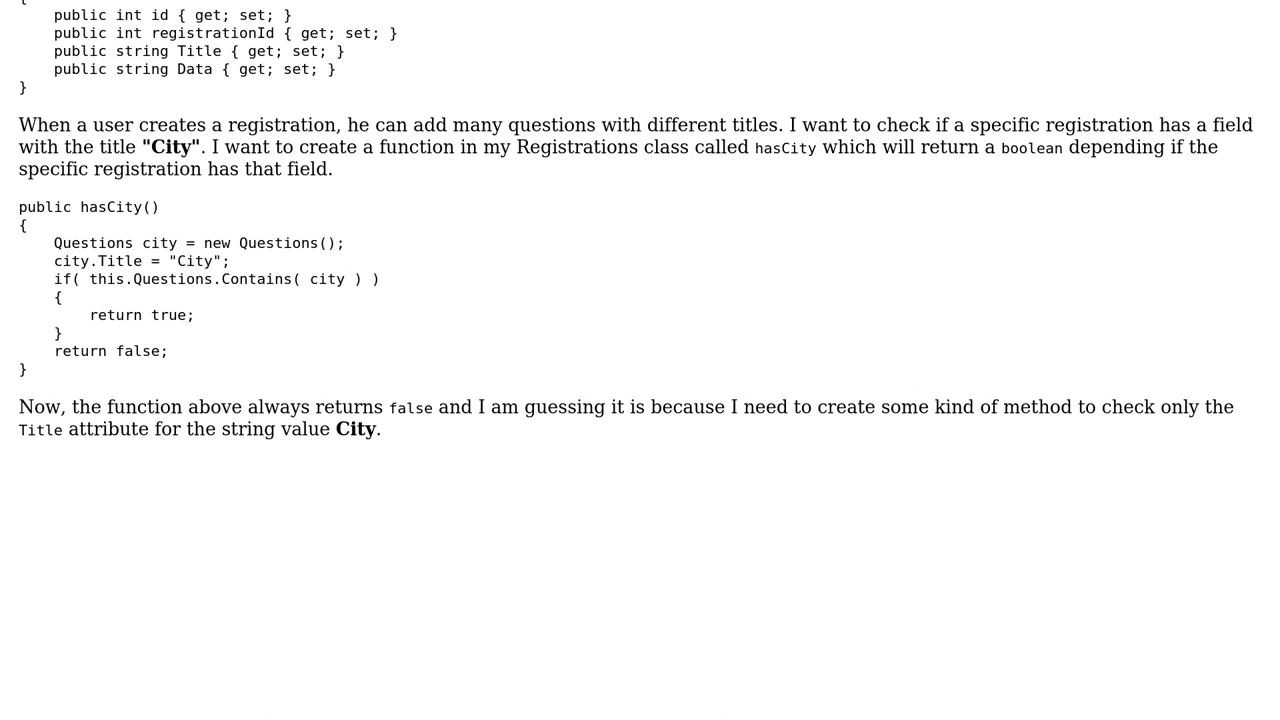 {
    public int id { get; set; }
    public int registrationId { get; set; }
    public string Title { get; set; }
    public string Data { get; set; }
}
When a user creates a registration, he can add many questions with different titles. I want to check if a specific registration has a field
with the title "City". I want to create a function in my Registrations class called hasCity which will return a boolean depending if the
specific registration has that field.
public hasCity()
{
    Questions city = new Questions();
    city.Title = "City";
    if( this.Questions.Contains( city ) )
    {
        return true;
    }
    return false;
}
Now, the function above always returns false and I am guessing it is because I need to create some kind of method to check only the
Title attribute for the string value City.